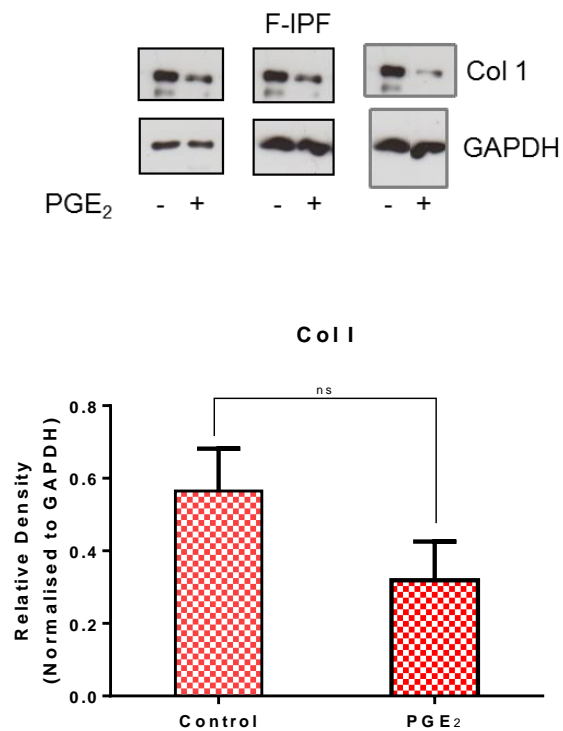 F-IPF
Col 1
GAPDH
PGE₂ - + - + - +
Col I
ns
Relative Density
(Normalised to GAPDH)
0.8
0.6
0.4
0.2
0.0
Control PGE₂